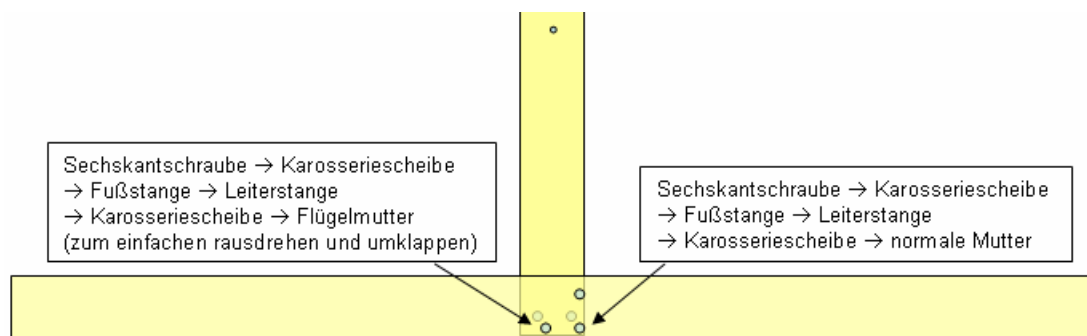 Sechskantschraube → Karosseriescheibe
→ Fußstange → Leiterstange
→ Karosseriescheibe → Flügelmutter
(zum einfachen rausdrehen und umklappen)
Sechskantschraube → Karosseriescheibe
→ Fußstange → Leiterstange
→ Karosseriescheibe → normale Mutter